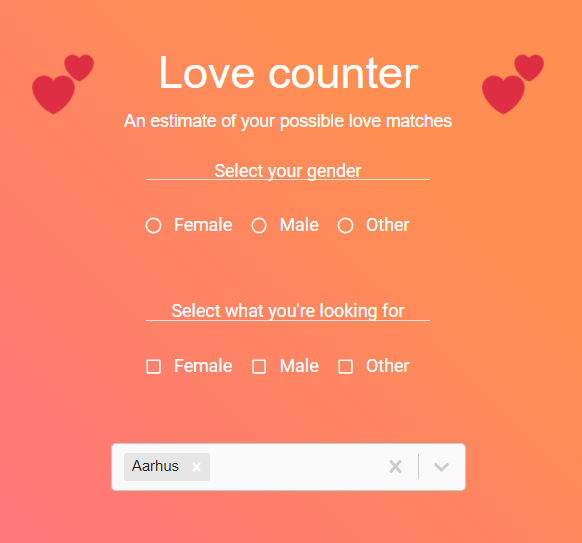 Love counter
An estimate of your possible love matches
Select your gender
Female Male Other
Select what you're looking for
Female Male Other
Aarhus